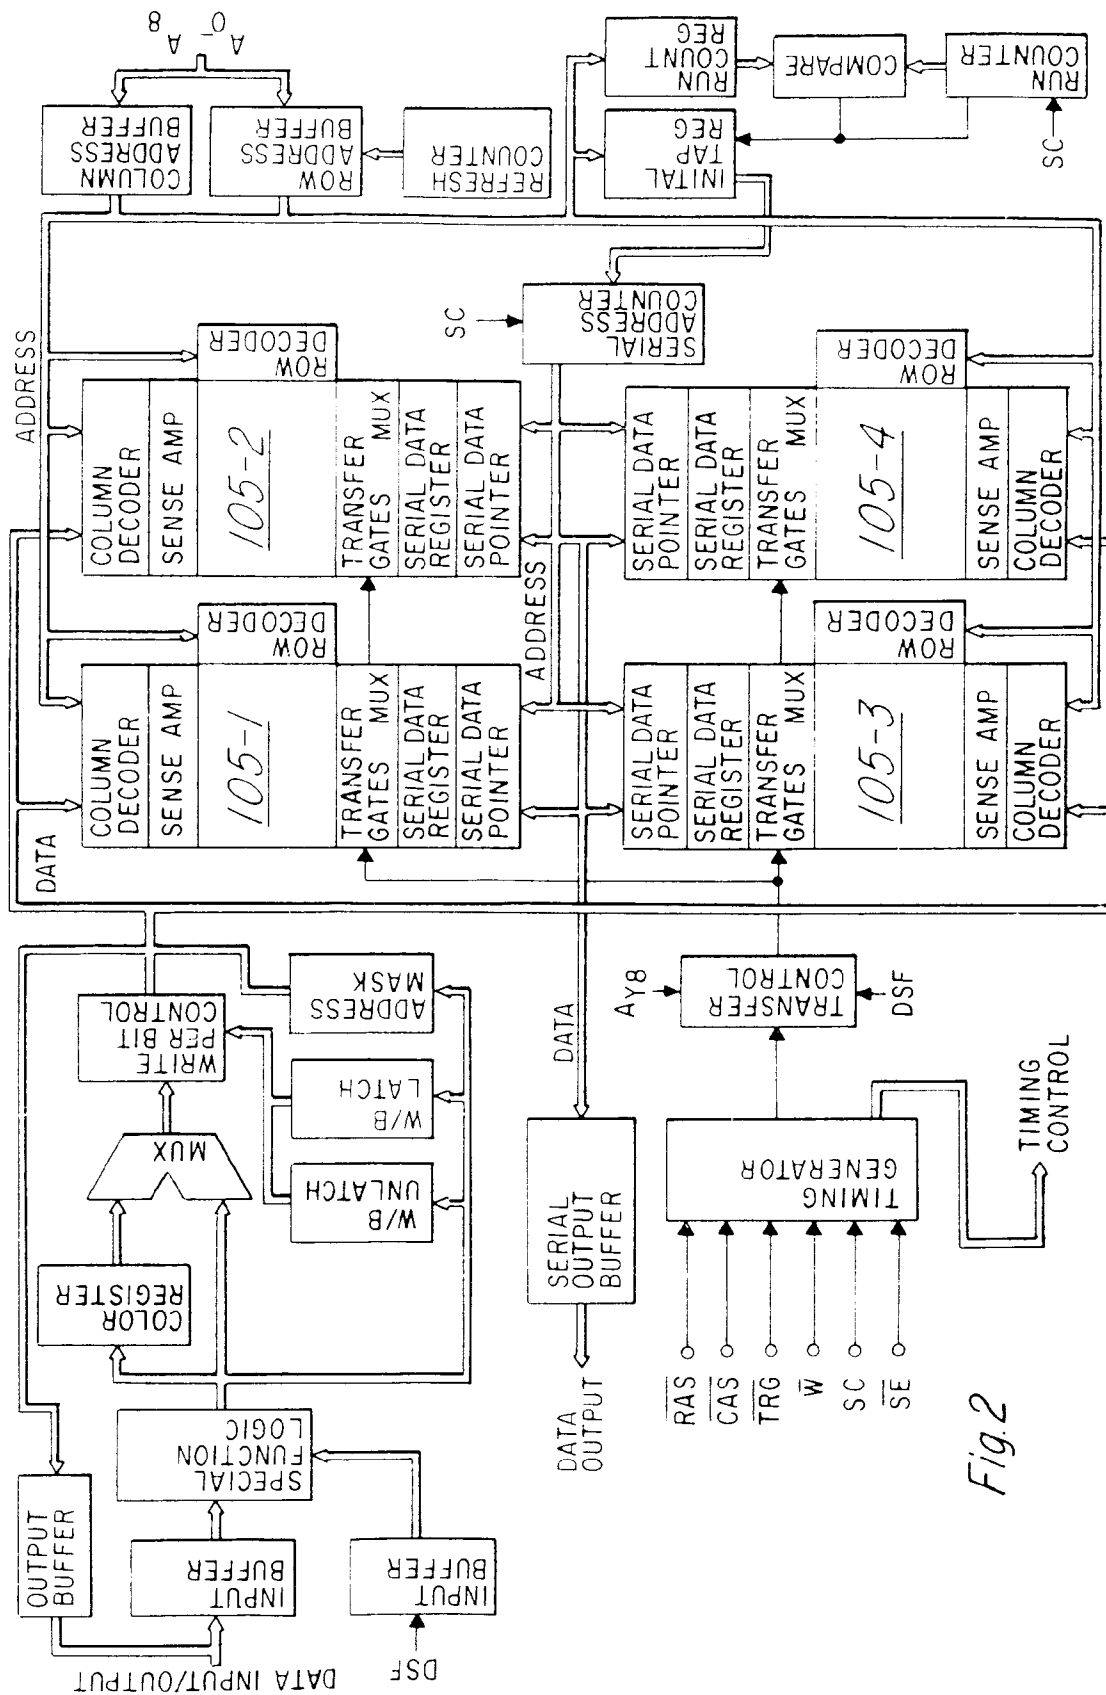 A0-
A8
COLUMN
ADDRESS
BUFFER
ROW
ADDRESS
BUFFER
REFRESH
COUNTER
RUN
COUNT
REG
COMPARE
RUN
COUNTER
SC
INITAL
TAP
REG
SC
SERIAL
ADDRESS
COUNTER
ADDRESS
COLUMN
DECODER
SENSE AMP
105-2
ROW
DECODER
TRANSFER
GATES MUX
SERIAL DATA
REGISTER
SERIAL DATA
POINTER
SERIAL DATA
POINTER
SERIAL DATA
REGISTER
TRANSFER
GATES MUX
105-4
ROW
DECODER
SENSE AMP
COLUMN
DECODER
COLUMN
DECODER
SENSE AMP
105-1
ROW
DECODER
TRANSFER
GATES MUX
SERIAL DATA
REGISTER
SERIAL DATA
POINTER
ADDRESS
SERIAL DATA
POINTER
SERIAL DATA
REGISTER
TRANSFER
GATES MUX
105-3
ROW
DECODER
SENSE AMP
COLUMN
DECODER
DATA
WRITE
PER BIT
CONTROL
ADDRESS
MASK
MUX
W/B
LATCH
W/B
UNLATCH
COLOR
REGISTER
SPECIAL
FUNCTION
LOGIC
OUTPUT
BUFFER
INPUT
BUFFER
INPUT
BUFFER
DSF
DATA INPUT/OUTPUT
DATA
SERIAL
OUTPUT
BUFFER
DATA
OUTPUT
AY8
TRANSFER
CONTROL
DSF
TIMING
GENERATOR
TIMING
CONTROL
R̅A̅S̅
C̅A̅S̅
T̅R̅G̅
W̅
SC
S̅E̅
Fig.2